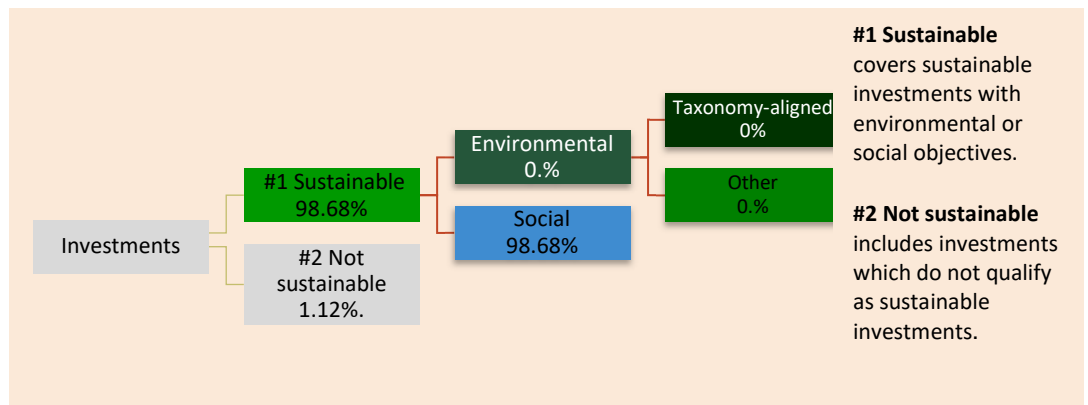 Investments
#1 Sustainable
98.68%
#2 Not
sustainable
1.12%.
Environmental
0.%
Social
98.68%
Taxonomy-aligned
0%
Other
0.%
#1 Sustainable
covers sustainable
investments with
environmental or
social objectives.
#2 Not sustainable
includes investments
which do not qualify
as sustainable
investments.